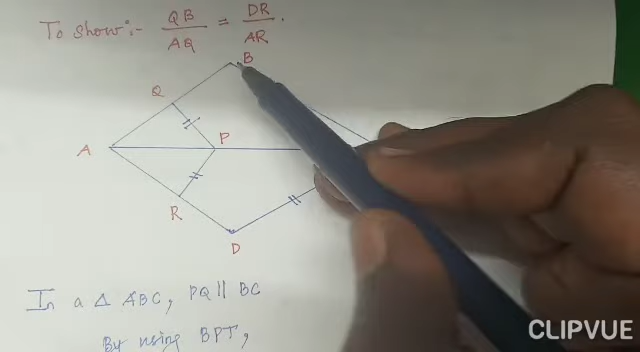 To show:- QB/AQ = DR/AR.
B
Q
A P
R
D
In a Δ ABC, PQ || BC
By using BPT,
CLIPVUE